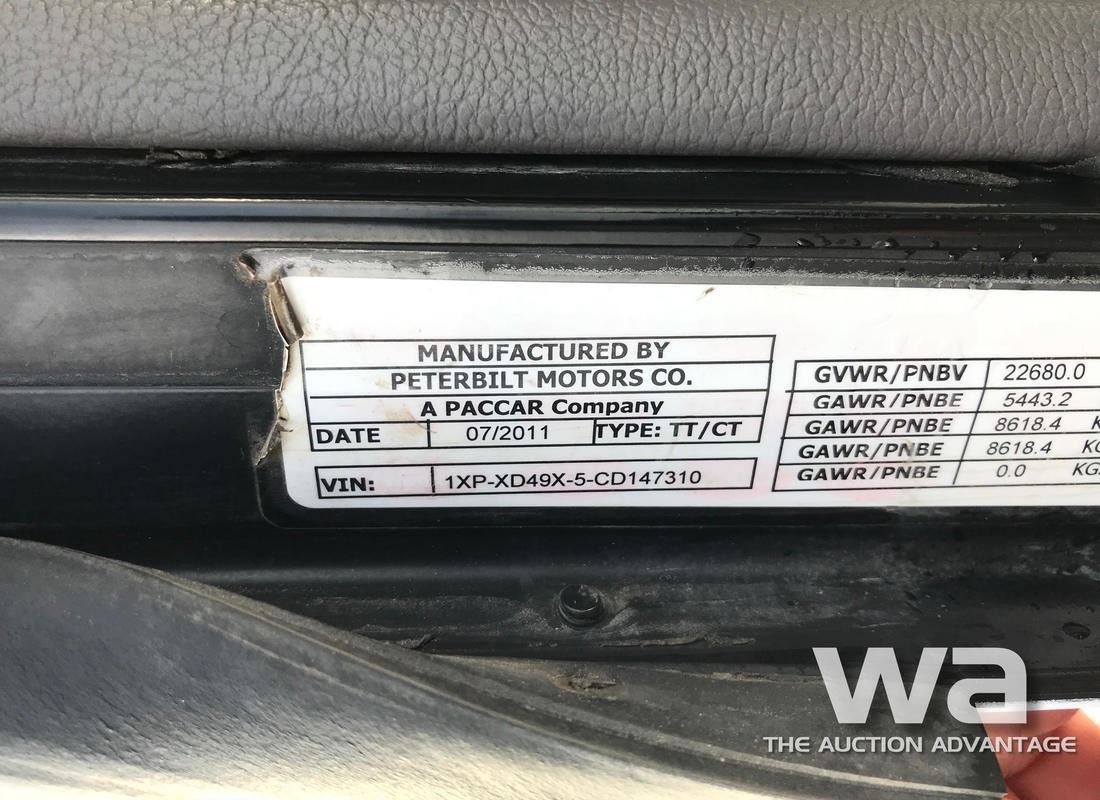 MANUFACTURED BY
PETERBILT MOTORS CO.
A PACCAR Company
DATE 07/2011 TYPE: TT/CT
VIN: 1XP-XD49X-5-CD147310
GVWR/PNBV 22680.0
GAWR/PNBE 5443.2
GAWR/PNBE 8618.4
GAWR/PNBE 8618.4
GAWR/PNBE 0.0
wa
THE AUCTION ADVANTAGE